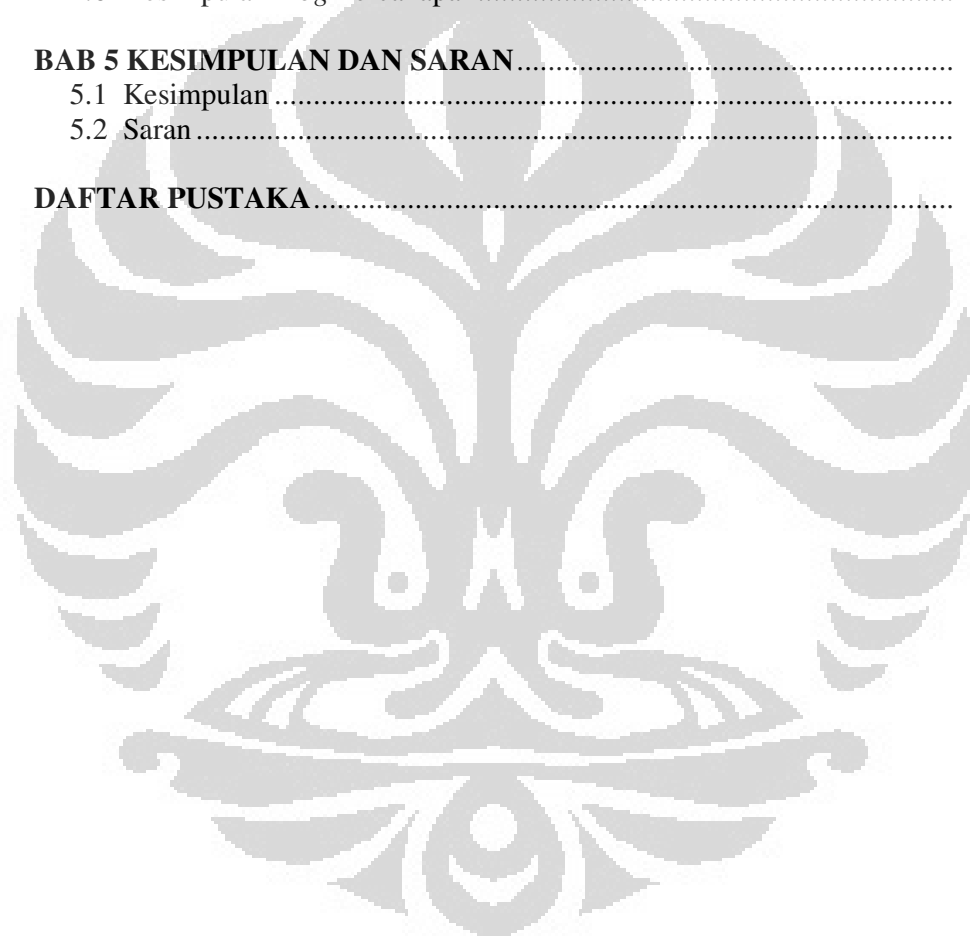 BAB 5 KESIMPULAN DAN SARAN................................................................
5.1 Kesimpulan................................................................
5.2 Saran................................................................
DAFTAR PUSTAKA................................................................